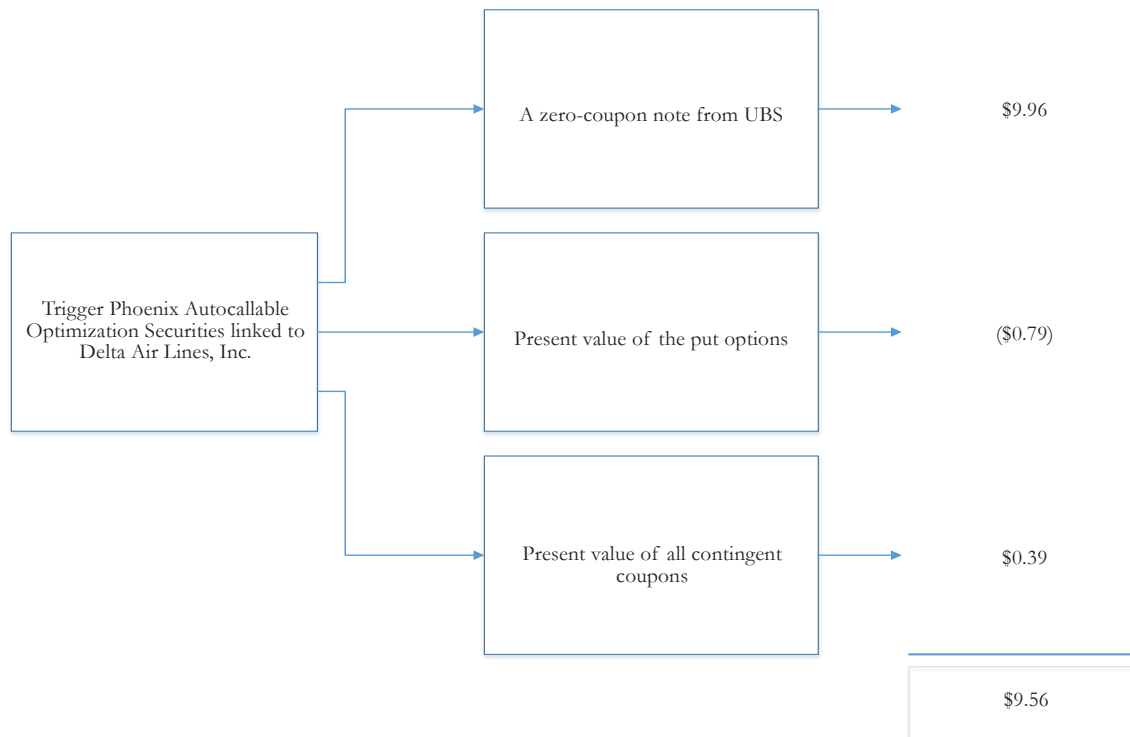 A zero-coupon note from UBS
$9.96
Trigger Phoenix Autocallable
Optimization Securities linked to
Delta Air Lines, Inc.
Present value of the put options
($0.79)
Present value of all contingent
coupons
$0.39
$9.56